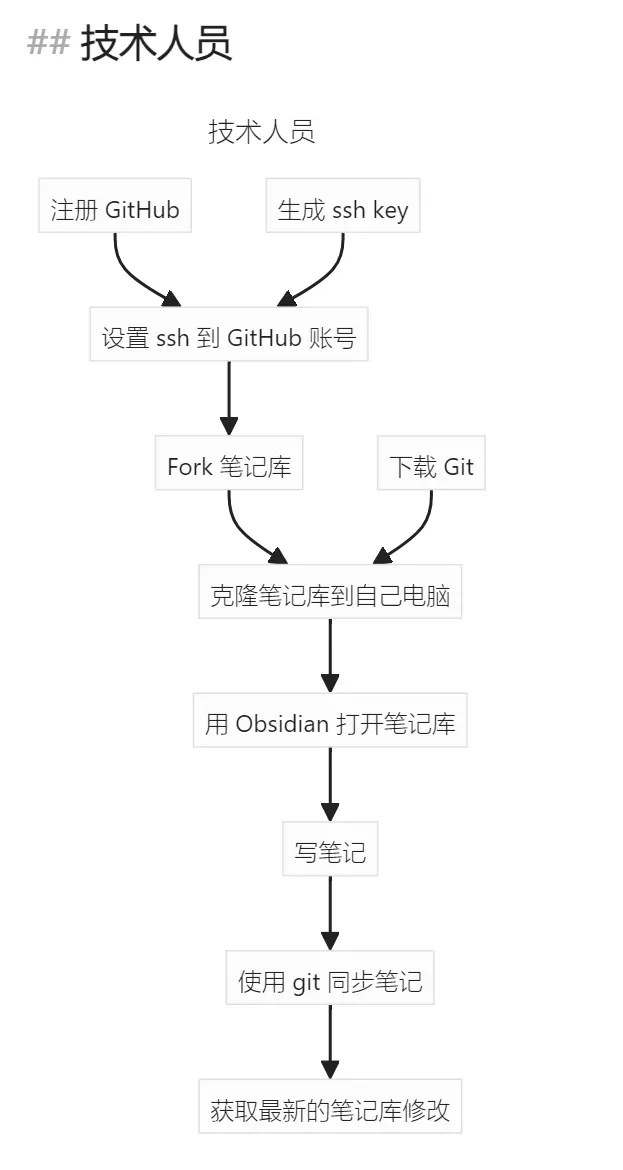 ## 技术人员
技术人员
注册 GitHub
生成 ssh key
设置 ssh 到 GitHub 账号
Fork 笔记库
下载 Git
克隆笔记库到自己电脑
用 Obsidian 打开笔记库
写笔记
使用 git 同步笔记
获取最新的笔记库修改